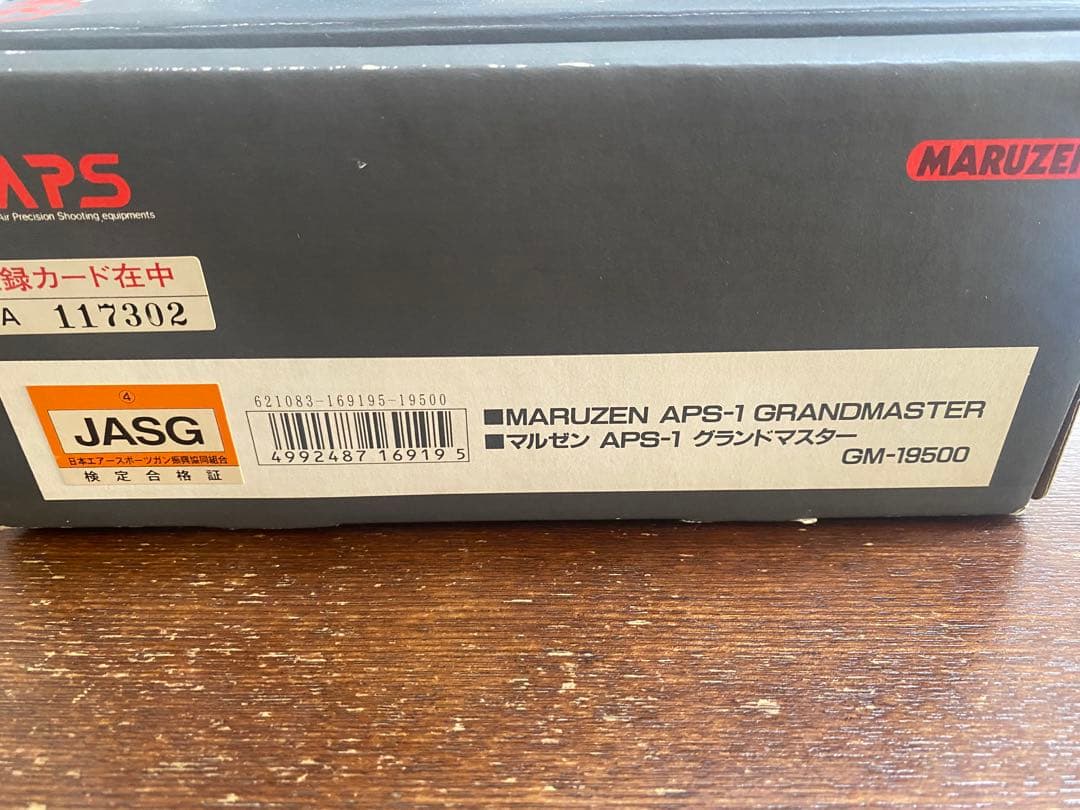 APS
Air Precision Shooting equipments
MARUZEN
録カード在中
A 117302
④
JASG
日本エアースポーツガン振興協同組合
検定合格証
621083-169195-19500
4992487169195
■MARUZEN APS-1 GRANDMASTER
■マルゼン APS-1 グランドマスター
GM-19500